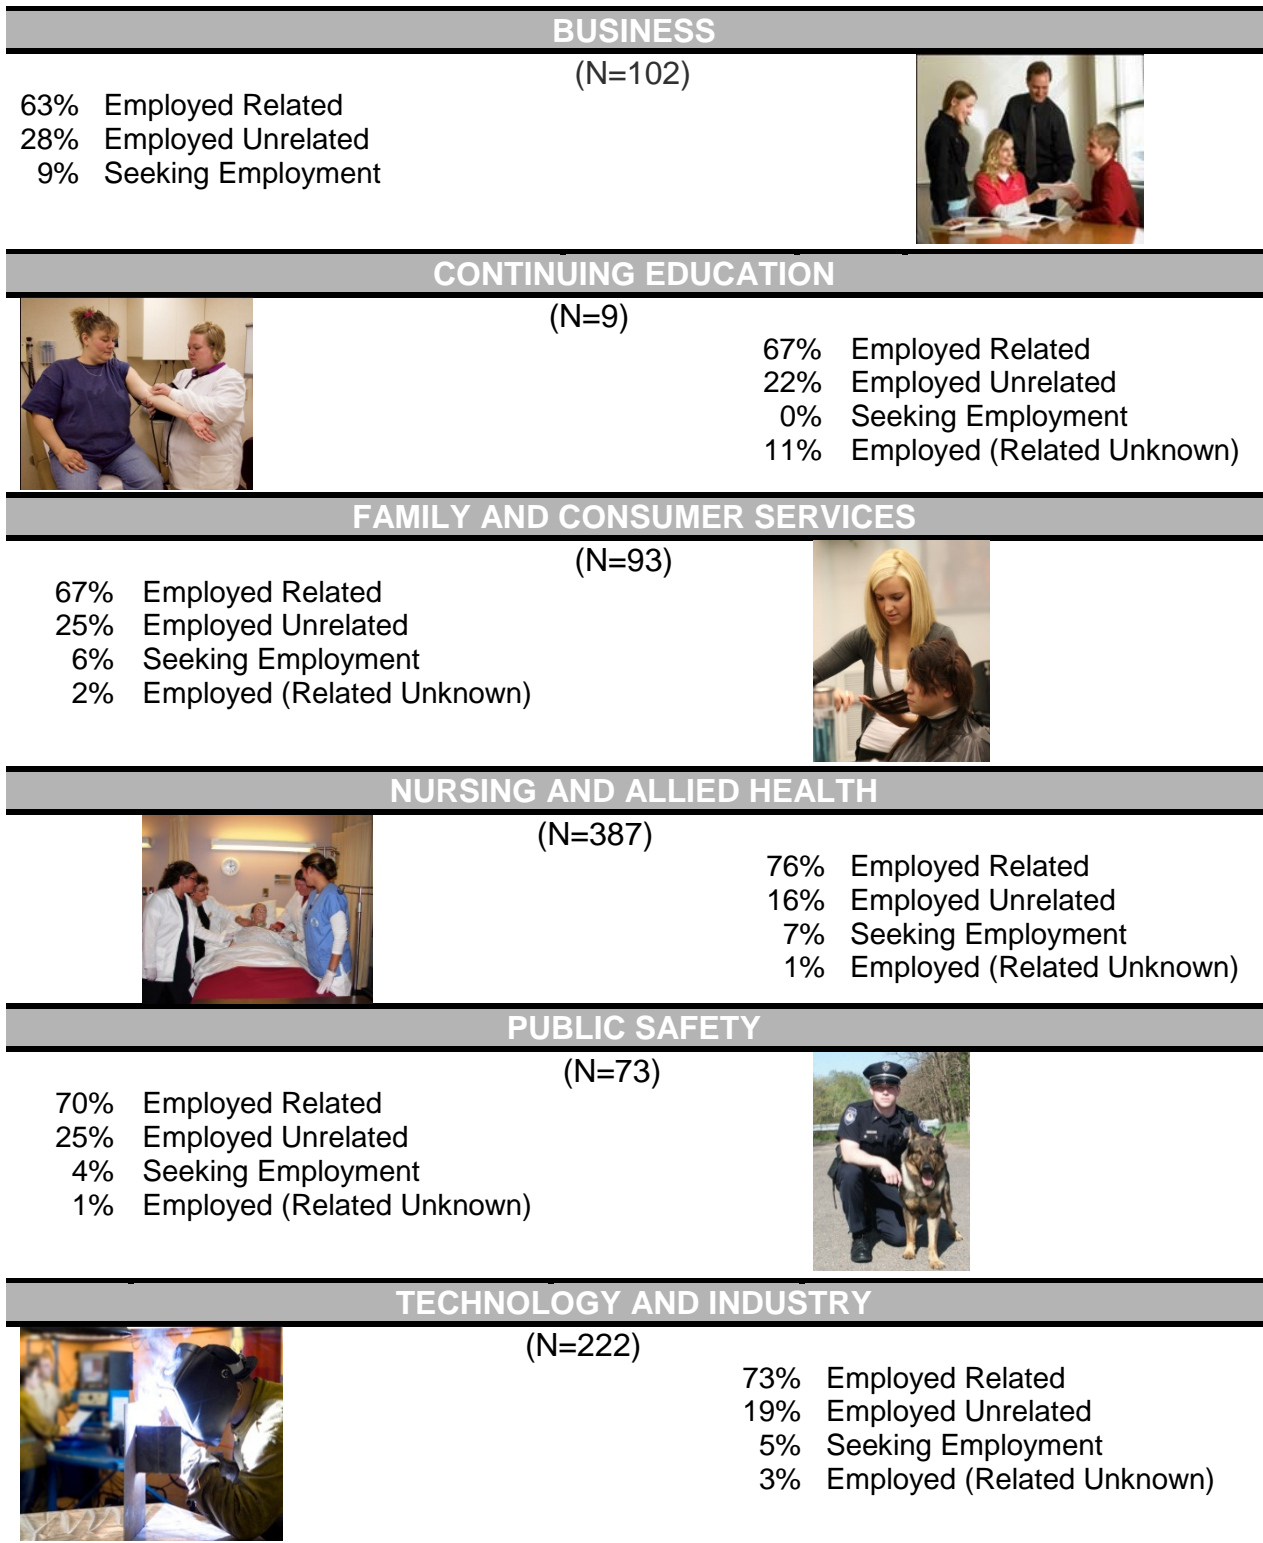 BUSINESS
(N=102)
63% Employed Related
28% Employed Unrelated
9% Seeking Employment
CONTINUING EDUCATION
(N=9)
67% Employed Related
22% Employed Unrelated
0% Seeking Employment
11% Employed (Related Unknown)
FAMILY AND CONSUMER SERVICES
(N=93)
67% Employed Related
25% Employed Unrelated
6% Seeking Employment
2% Employed (Related Unknown)
NURSING AND ALLIED HEALTH
(N=387)
76% Employed Related
16% Employed Unrelated
7% Seeking Employment
1% Employed (Related Unknown)
PUBLIC SAFETY
(N=73)
70% Employed Related
25% Employed Unrelated
4% Seeking Employment
1% Employed (Related Unknown)
TECHNOLOGY AND INDUSTRY
(N=222)
73% Employed Related
19% Employed Unrelated
5% Seeking Employment
3% Employed (Related Unknown)